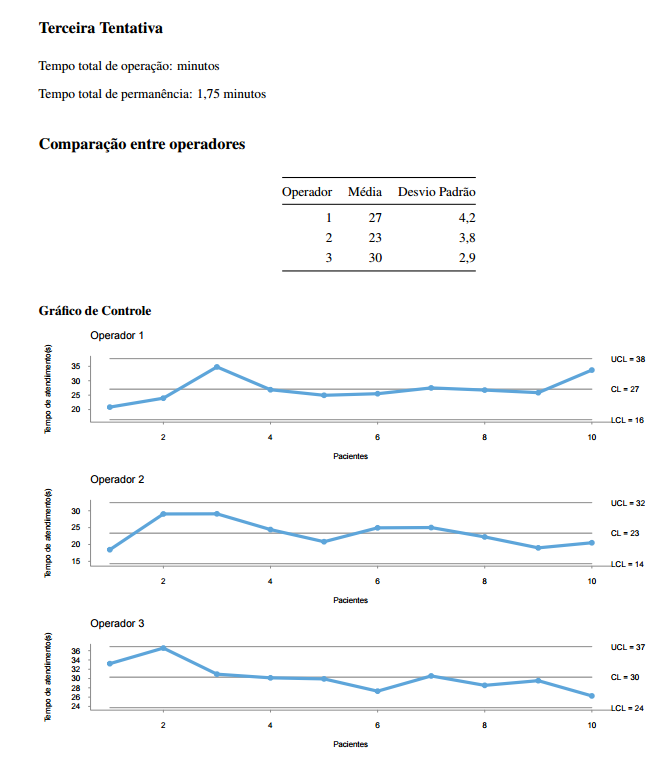 Terceira Tentativa
Tempo total de operação: minutos
Tempo total de permanência: 1,75 minutos
Comparação entre operadores
Operador Média Desvio Padrão
1 27 4,2
2 23 3,8
3 30 2,9
Gráfico de Controle
Operador 1
Tempo de atendimento(s)
35
30
25
20
UCL = 38
CL = 27
LCL = 16
2 4 6 8 10
Pacientes
Operador 2
Tempo de atendimento(s)
30
25
20
15
UCL = 32
CL = 23
LCL = 14
2 4 6 8 10
Pacientes
Operador 3
Tempo de atendimento(s)
36
34
32
30
28
26
24
UCL = 37
CL = 30
LCL = 24
2 4 6 8 10
Pacientes